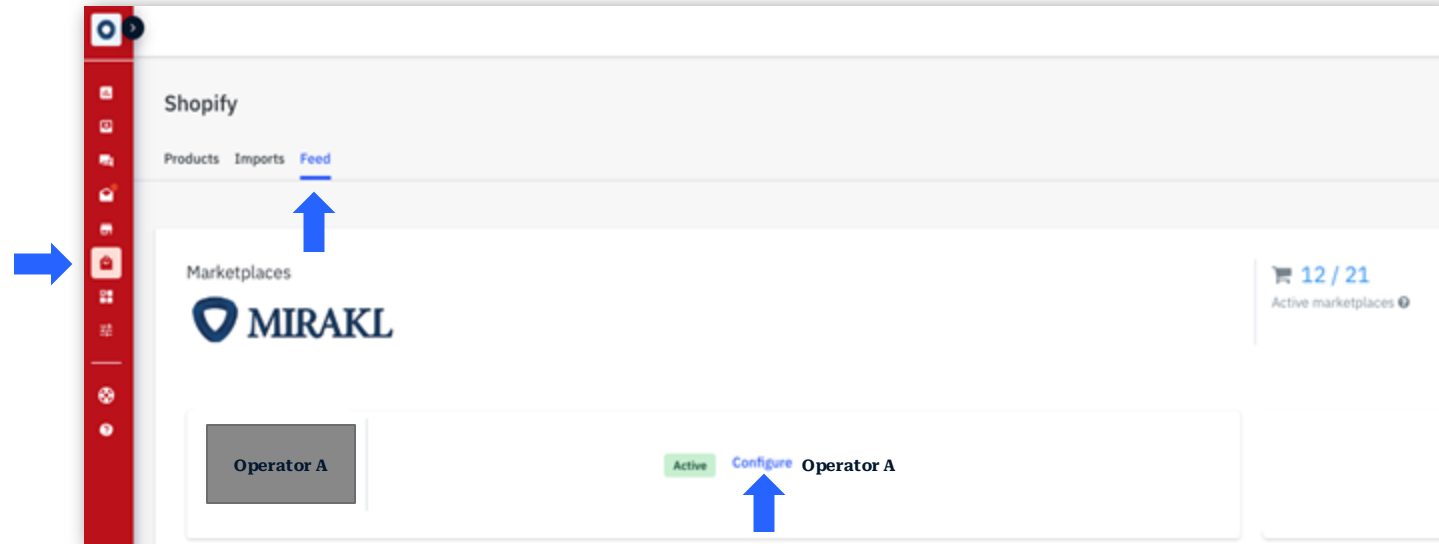 Shopify
Products Imports Feed
Marketplaces
MIRAKL
12 / 21
Active marketplaces ?
Operator A
Active Configure Operator A